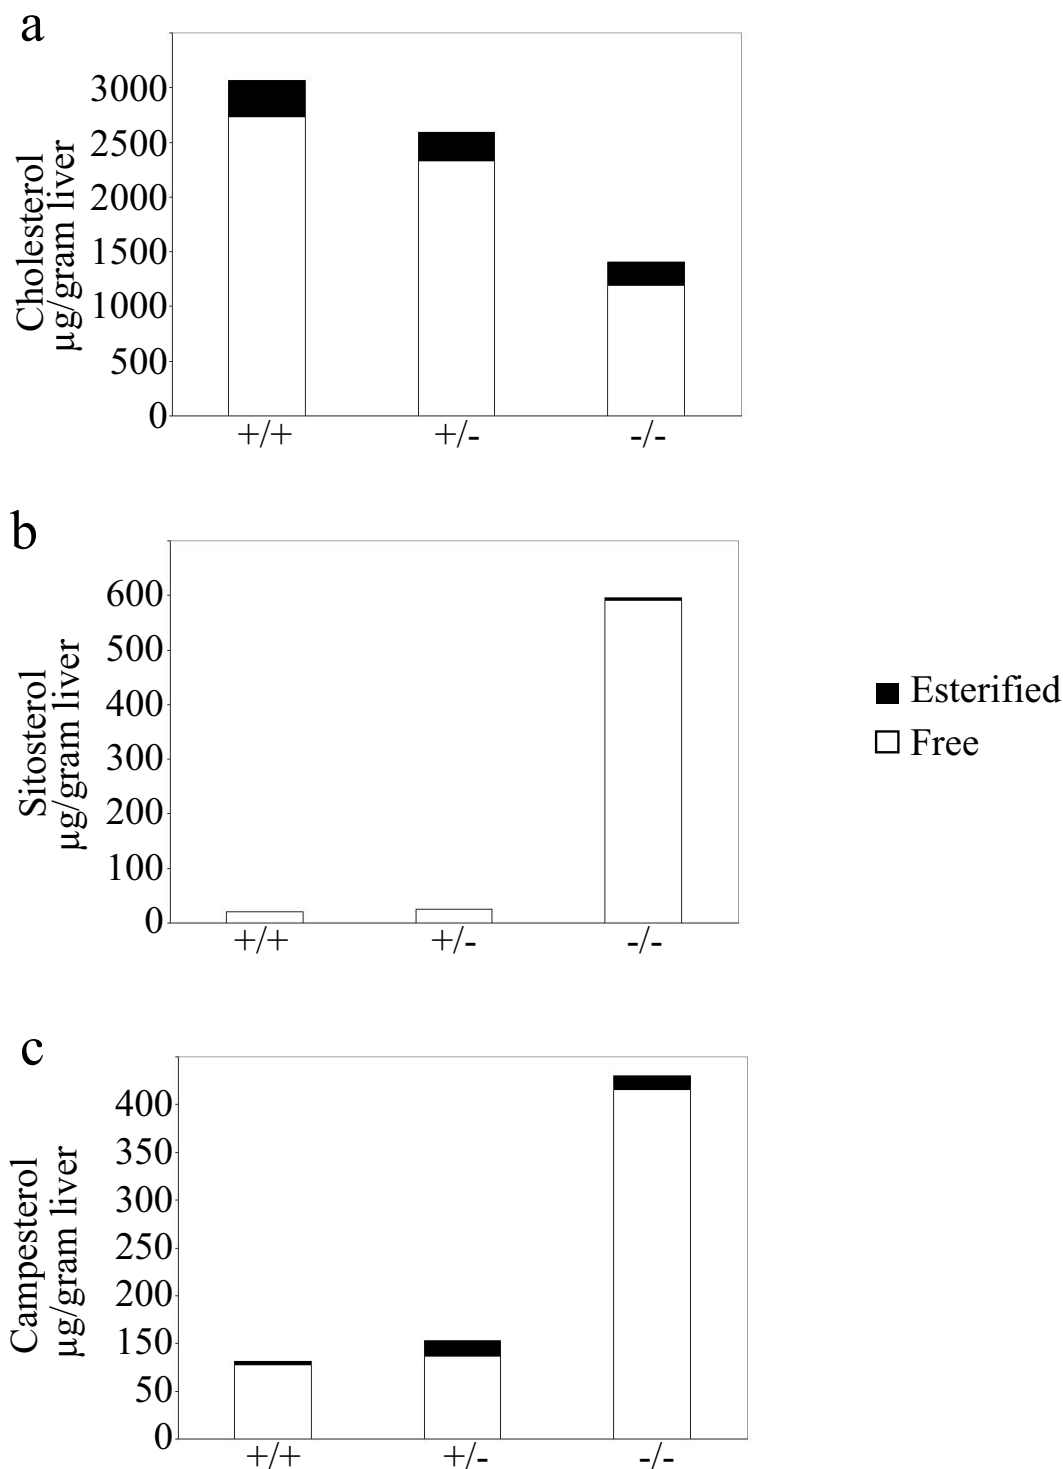 a
3000
2500
2000
1500
1000
500
0
Cholesterol
µg/gram liver
+/+ +/- -/-
b
600
500
400
300
200
100
0
Sitosterol
µg/gram liver
+/+ +/- -/-
Esterified
Free
c
400
350
300
250
200
150
50
0
Campesterol
µg/gram liver
+/+ +/- -/-